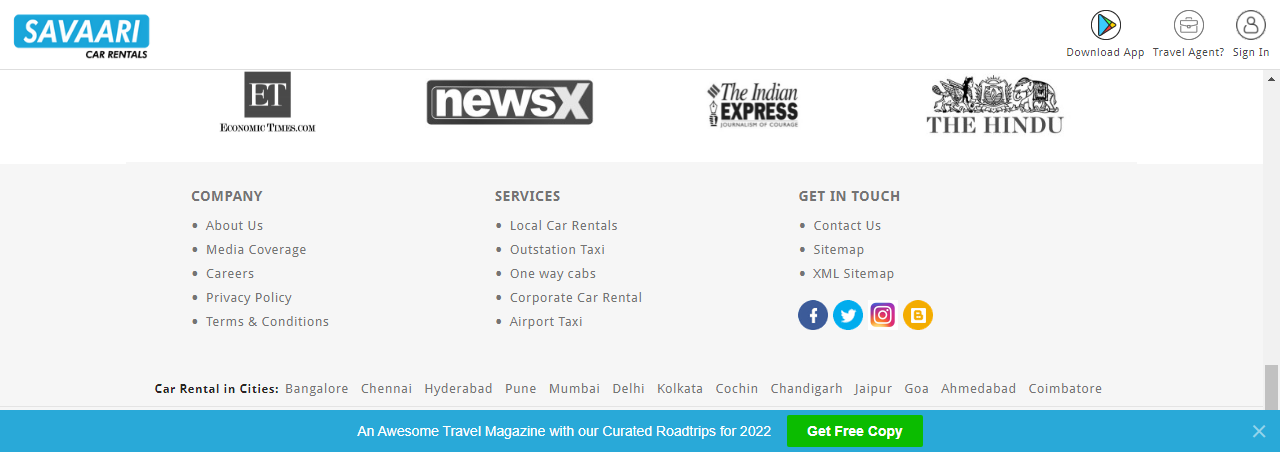 SAVAARI
CAR RENTALS
Download App Travel Agent? Sign In
ET
ECONOMIC TIMES.COM
newsX
The Indian
EXPRESS
JOURNALISM OF COURAGE
THE HINDU
COMPANY
• About Us
• Media Coverage
• Careers
• Privacy Policy
• Terms & Conditions
SERVICES
• Local Car Rentals
• Outstation Taxi
• One way cabs
• Corporate Car Rental
• Airport Taxi
GET IN TOUCH
• Contact Us
• Sitemap
• XML Sitemap
Car Rental in Cities: Bangalore Chennai Hyderabad Pune Mumbai Delhi Kolkata Cochin Chandigarh Jaipur Goa Ahmedabad Coimbatore
An Awesome Travel Magazine with our Curated Roadtrips for 2022 Get Free Copy